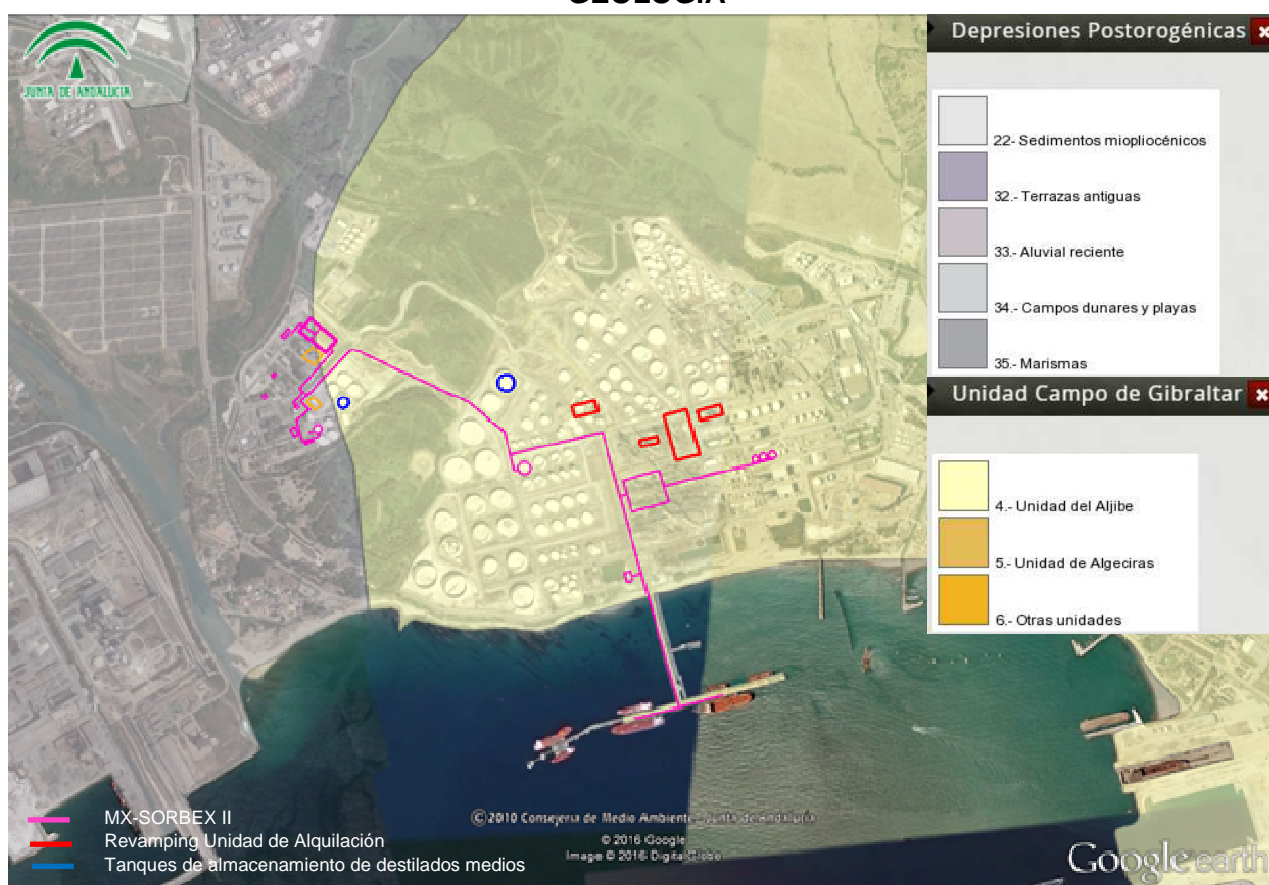 GEOLOGÍA
JUNTA DE ANDALUCIA
Depresiones Postorogénicas
22- Sedimentos miopliocénicos
32.- Terrazas antiguas
33.- Aluvial reciente
34.- Campos dunares y playas
35.- Marismas
Unidad Campo de Gibraltar
4.- Unidad del Aljibe
5.- Unidad de Algeciras
6.- Otras unidades
MX-SORBEX II
Revamping Unidad de Alquilación
Tanques de almacenamiento de destilados medios
© 2010 Consejeria de Medio Ambiente - Junta de Andalucia
© 2016 Google
Image © 2016 DigitalGlobe
Google earth